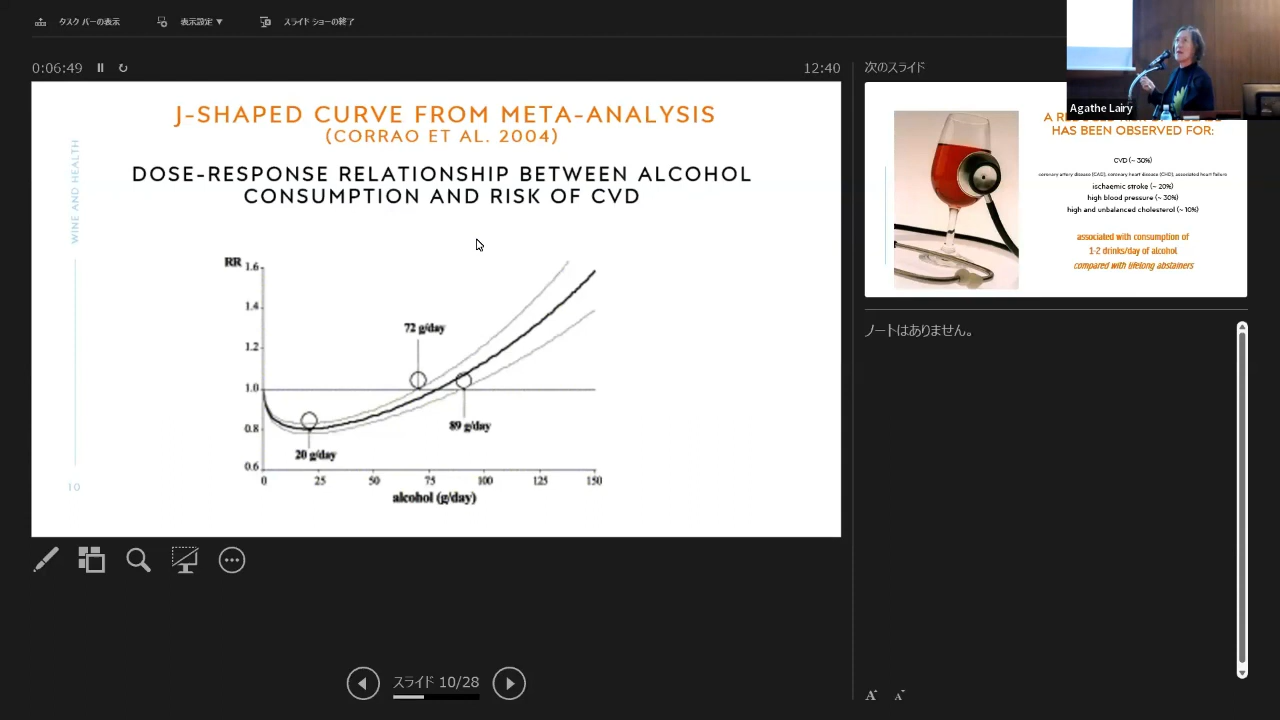 タスク バーの表示
表示設定 ▼
スライド ショーの終了
0:06:49
12:40
J-SHAPED CURVE FROM META-ANALYSIS
(CORRAO ET AL. 2004)
DOSE-RESPONSE RELATIONSHIP BETWEEN ALCOHOL
CONSUMPTION AND RISK OF CVD
WINE AND HEALTH
10
RR
1.6
1.4
1.2
1.0
0.8
0.6
72 g/day
89 g/day
20 g/day
0 25 50 75 100 125 150
alcohol (g/day)
スライド 10/28
次のスライド
Agathe Lairy
HAS BEEN OBSERVED FOR:
CVD (~ 30%)
coronary artery disease (CAD), coronary heart disease (CHD), associated heart failure
ischaemic stroke (~ 20%)
high blood pressure (~ 30%)
high and unbalanced cholesterol (~ 10%)
associated with consumption of
1-2 drinks/day of alcohol
compared with lifelong abstainers
ノートはありません。
A A